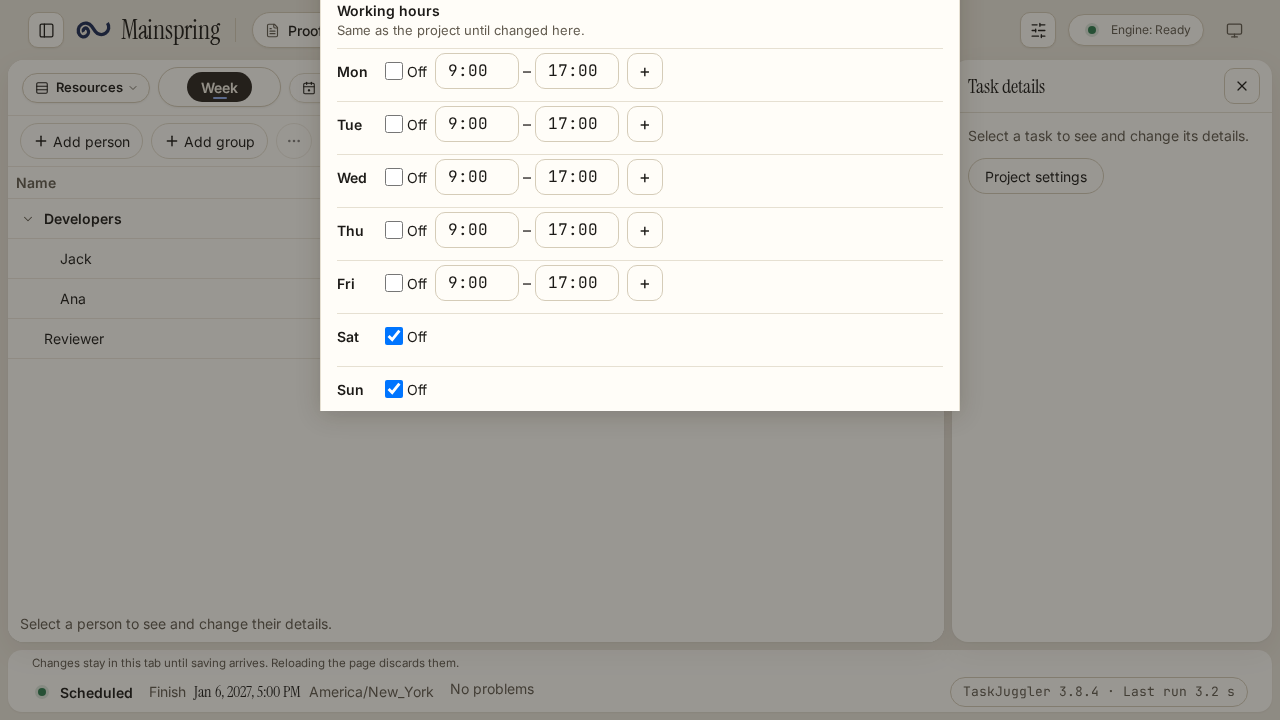 Mainspring
Proof
Engine: Ready
Working hours
Same as the project until changed here.
Mon Off 9:00 – 17:00 +
Tue Off 9:00 – 17:00 +
Wed Off 9:00 – 17:00 +
Thu Off 9:00 – 17:00 +
Fri Off 9:00 – 17:00 +
Sat Off
Sun Off
Resources
Week
+ Add person + Add group ···
Name
Developers
Jack
Ana
Reviewer
Select a person to see and change their details.
Task details
Select a task to see and change its details.
Project settings
Changes stay in this tab until saving arrives. Reloading the page discards them.
Scheduled Finish Jan 6, 2027, 5:00 PM America/New_York No problems
TaskJuggler 3.8.4 · Last run 3.2 s